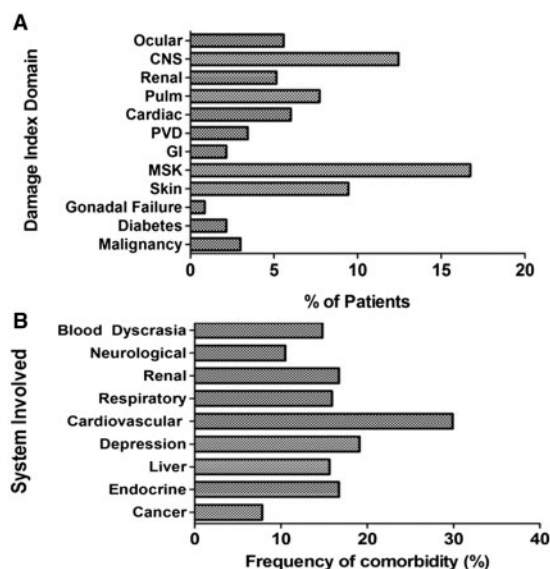 A
Damage Index Domain
Ocular
CNS
Renal
Pulm
Cardiac
PVD
GI
MSK
Skin
Gonadal Failure
Diabetes
Malignancy
0 5 10 15 20
% of Patients
B
System Involved
Blood Dyscrasia
Neurological
Renal
Respiratory
Cardiovascular
Depression
Liver
Endocrine
Cancer
0 10 20 30 40
Frequency of comorbidity (%)